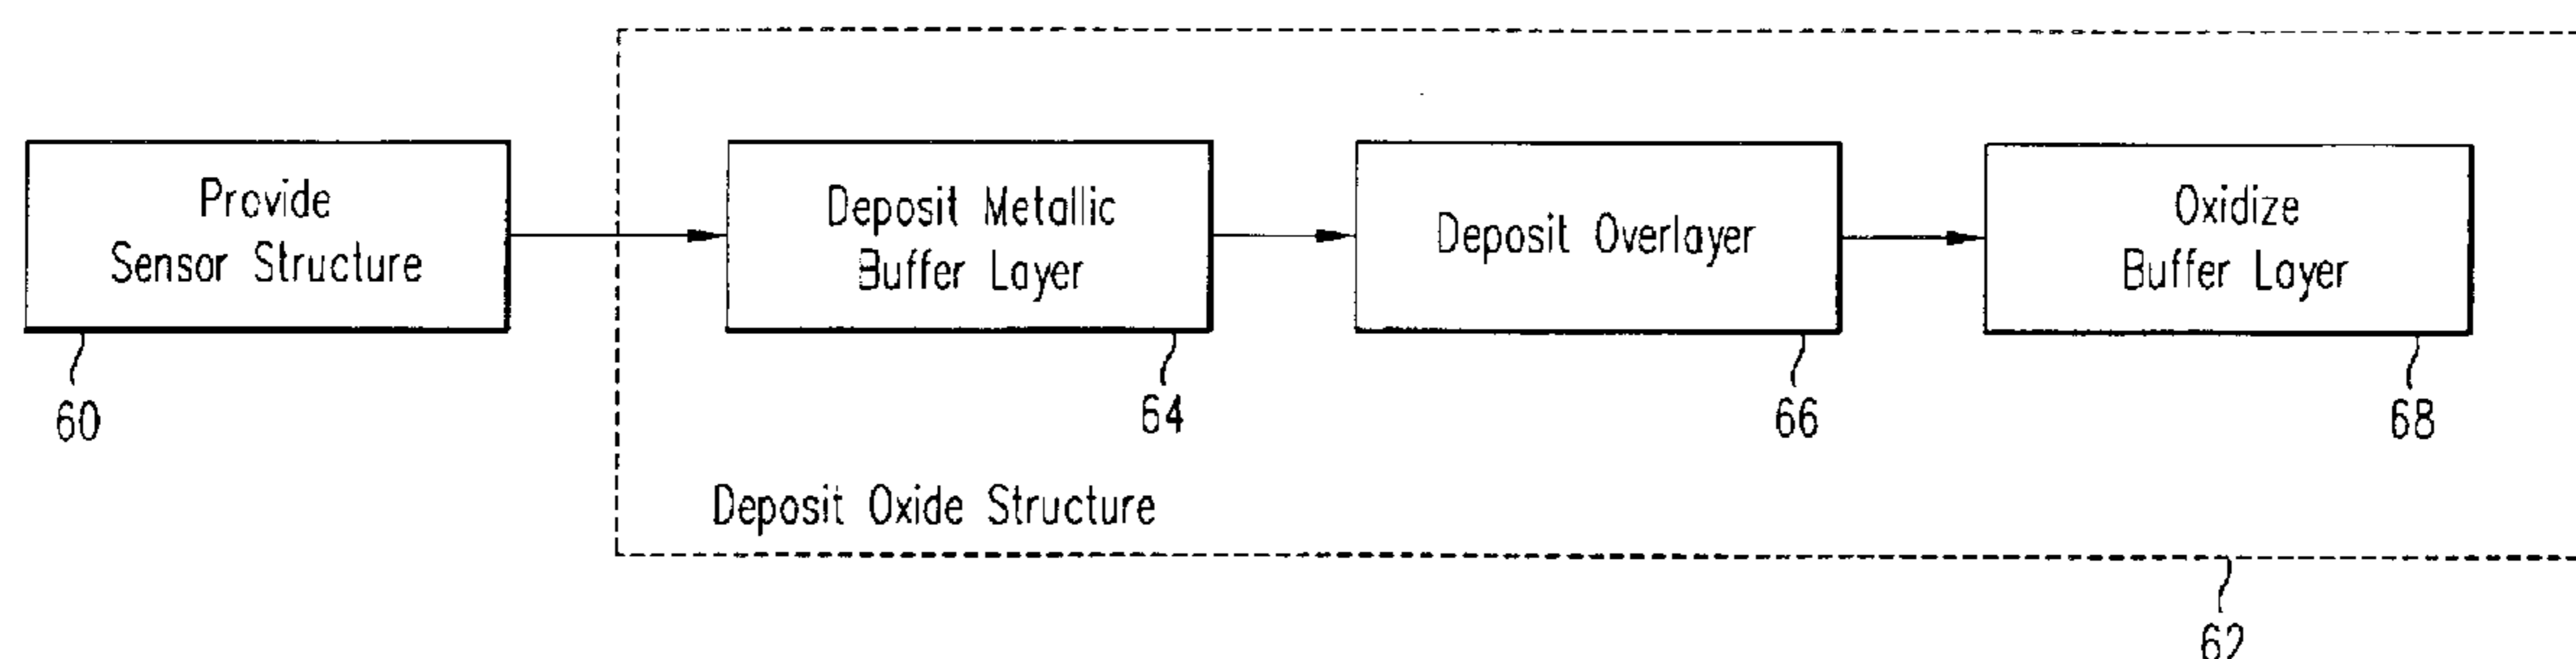 Provide
Sensor Structure
Deposit Metallic
Buffer Layer
Deposit Overlayer
Oxidize
Buffer Layer
60
64
66
68
Deposit Oxide Structure
62